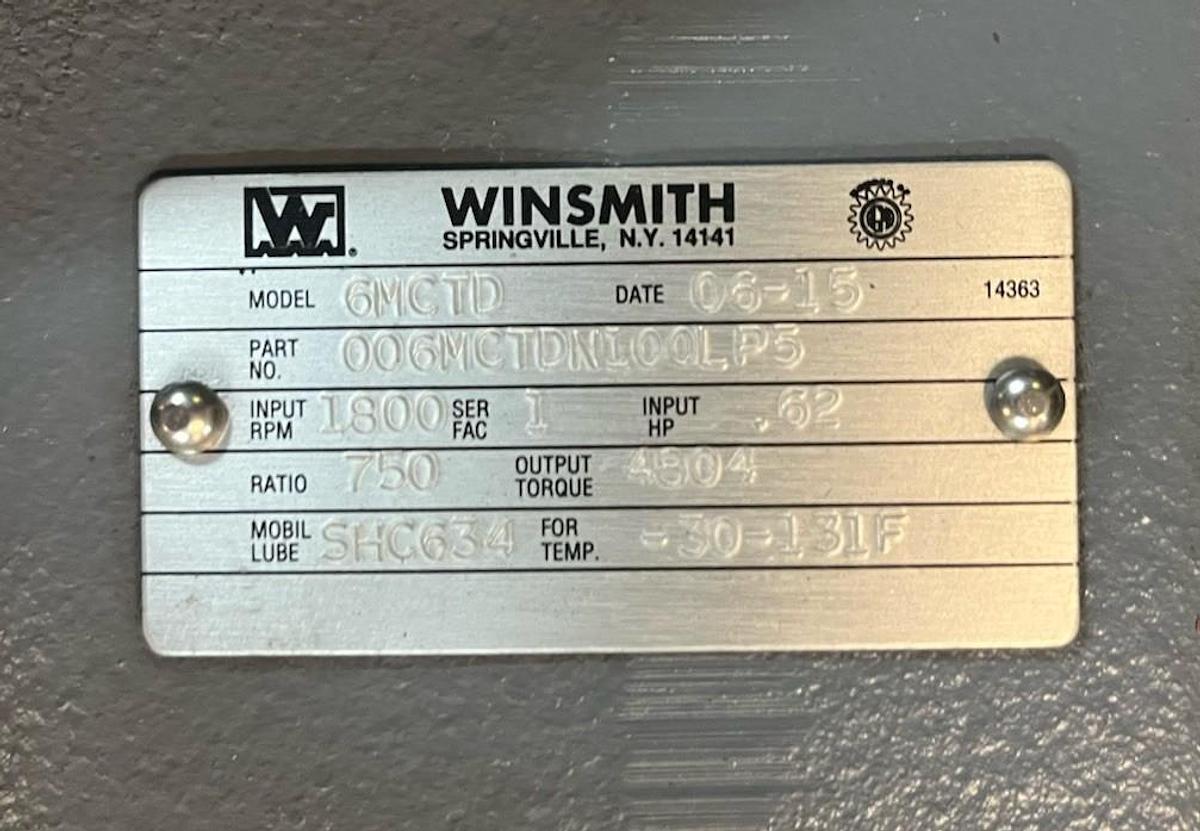 W
WINSMITH
SPRINGVILLE, N.Y. 14141
MODEL 6MCTD DATE 06-15 14363
PART NO. 006MCTDN100LP5
INPUT RPM 1800 SER FAC 1 INPUT HP .62
RATIO 750 OUTPUT TORQUE 4804
MOBIL LUBE SHC634 FOR TEMP. -30-131F